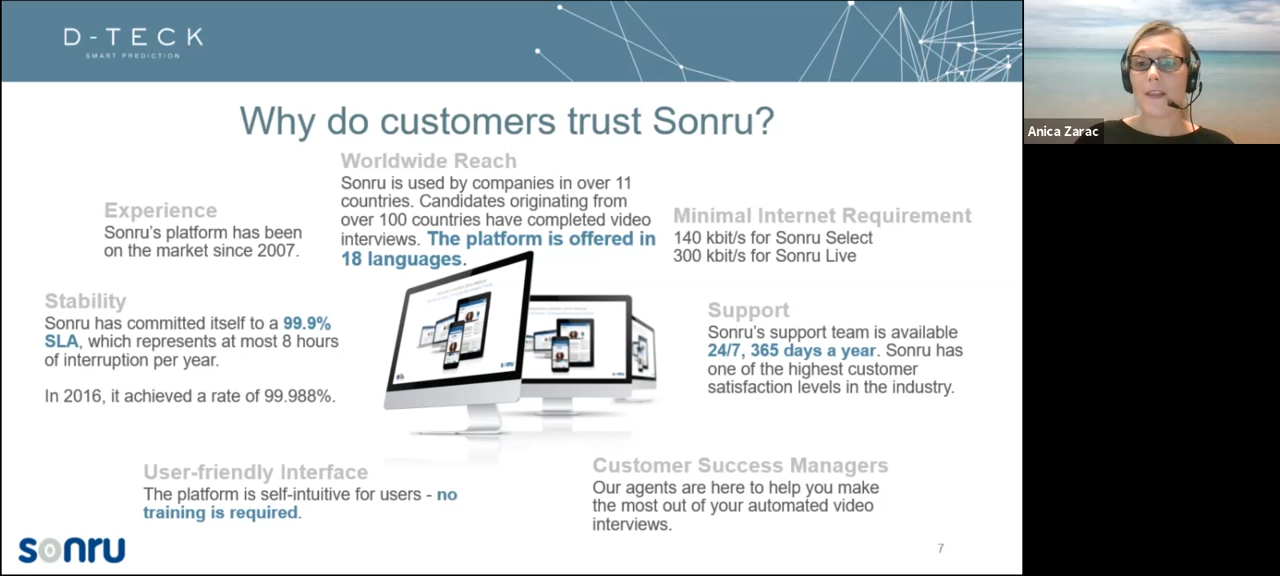 D-TECK
SMART PREDICTION
Anica Zarac
Why do customers trust Sonru?
Worldwide Reach
Sonru is used by companies in over 11
countries. Candidates originating from
over 100 countries have completed video
interviews. The platform is offered in
18 languages.
Experience
Sonru's platform has been
on the market since 2007.
Minimal Internet Requirement
140 kbit/s for Sonru Select
300 kbit/s for Sonru Live
Stability
Sonru has committed itself to a 99.9%
SLA, which represents at most 8 hours
of interruption per year.
In 2016, it achieved a rate of 99.988%.
Support
Sonru's support team is available
24/7, 365 days a year. Sonru has
one of the highest customer
satisfaction levels in the industry.
User-friendly Interface
The platform is self-intuitive for users - no
training is required.
Customer Success Managers
Our agents are here to help you make
the most out of your automated video
interviews.
sonru
7